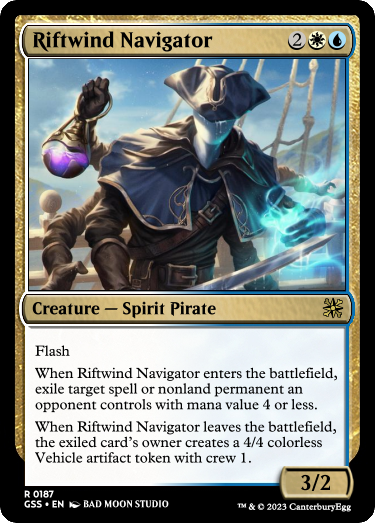 Riftwind Navigator 2
Creature — Spirit Pirate
Flash
When Riftwind Navigator enters the battlefield,
exile target spell or nonland permanent an
opponent controls with mana value 4 or less.
When Riftwind Navigator leaves the battlefield,
the exiled card's owner creates a 4/4 colorless
Vehicle artifact token with crew 1.
3/2
R 0187
GSS • EN BAD MOON STUDIO
™ & © 2023 CanterburyEgg